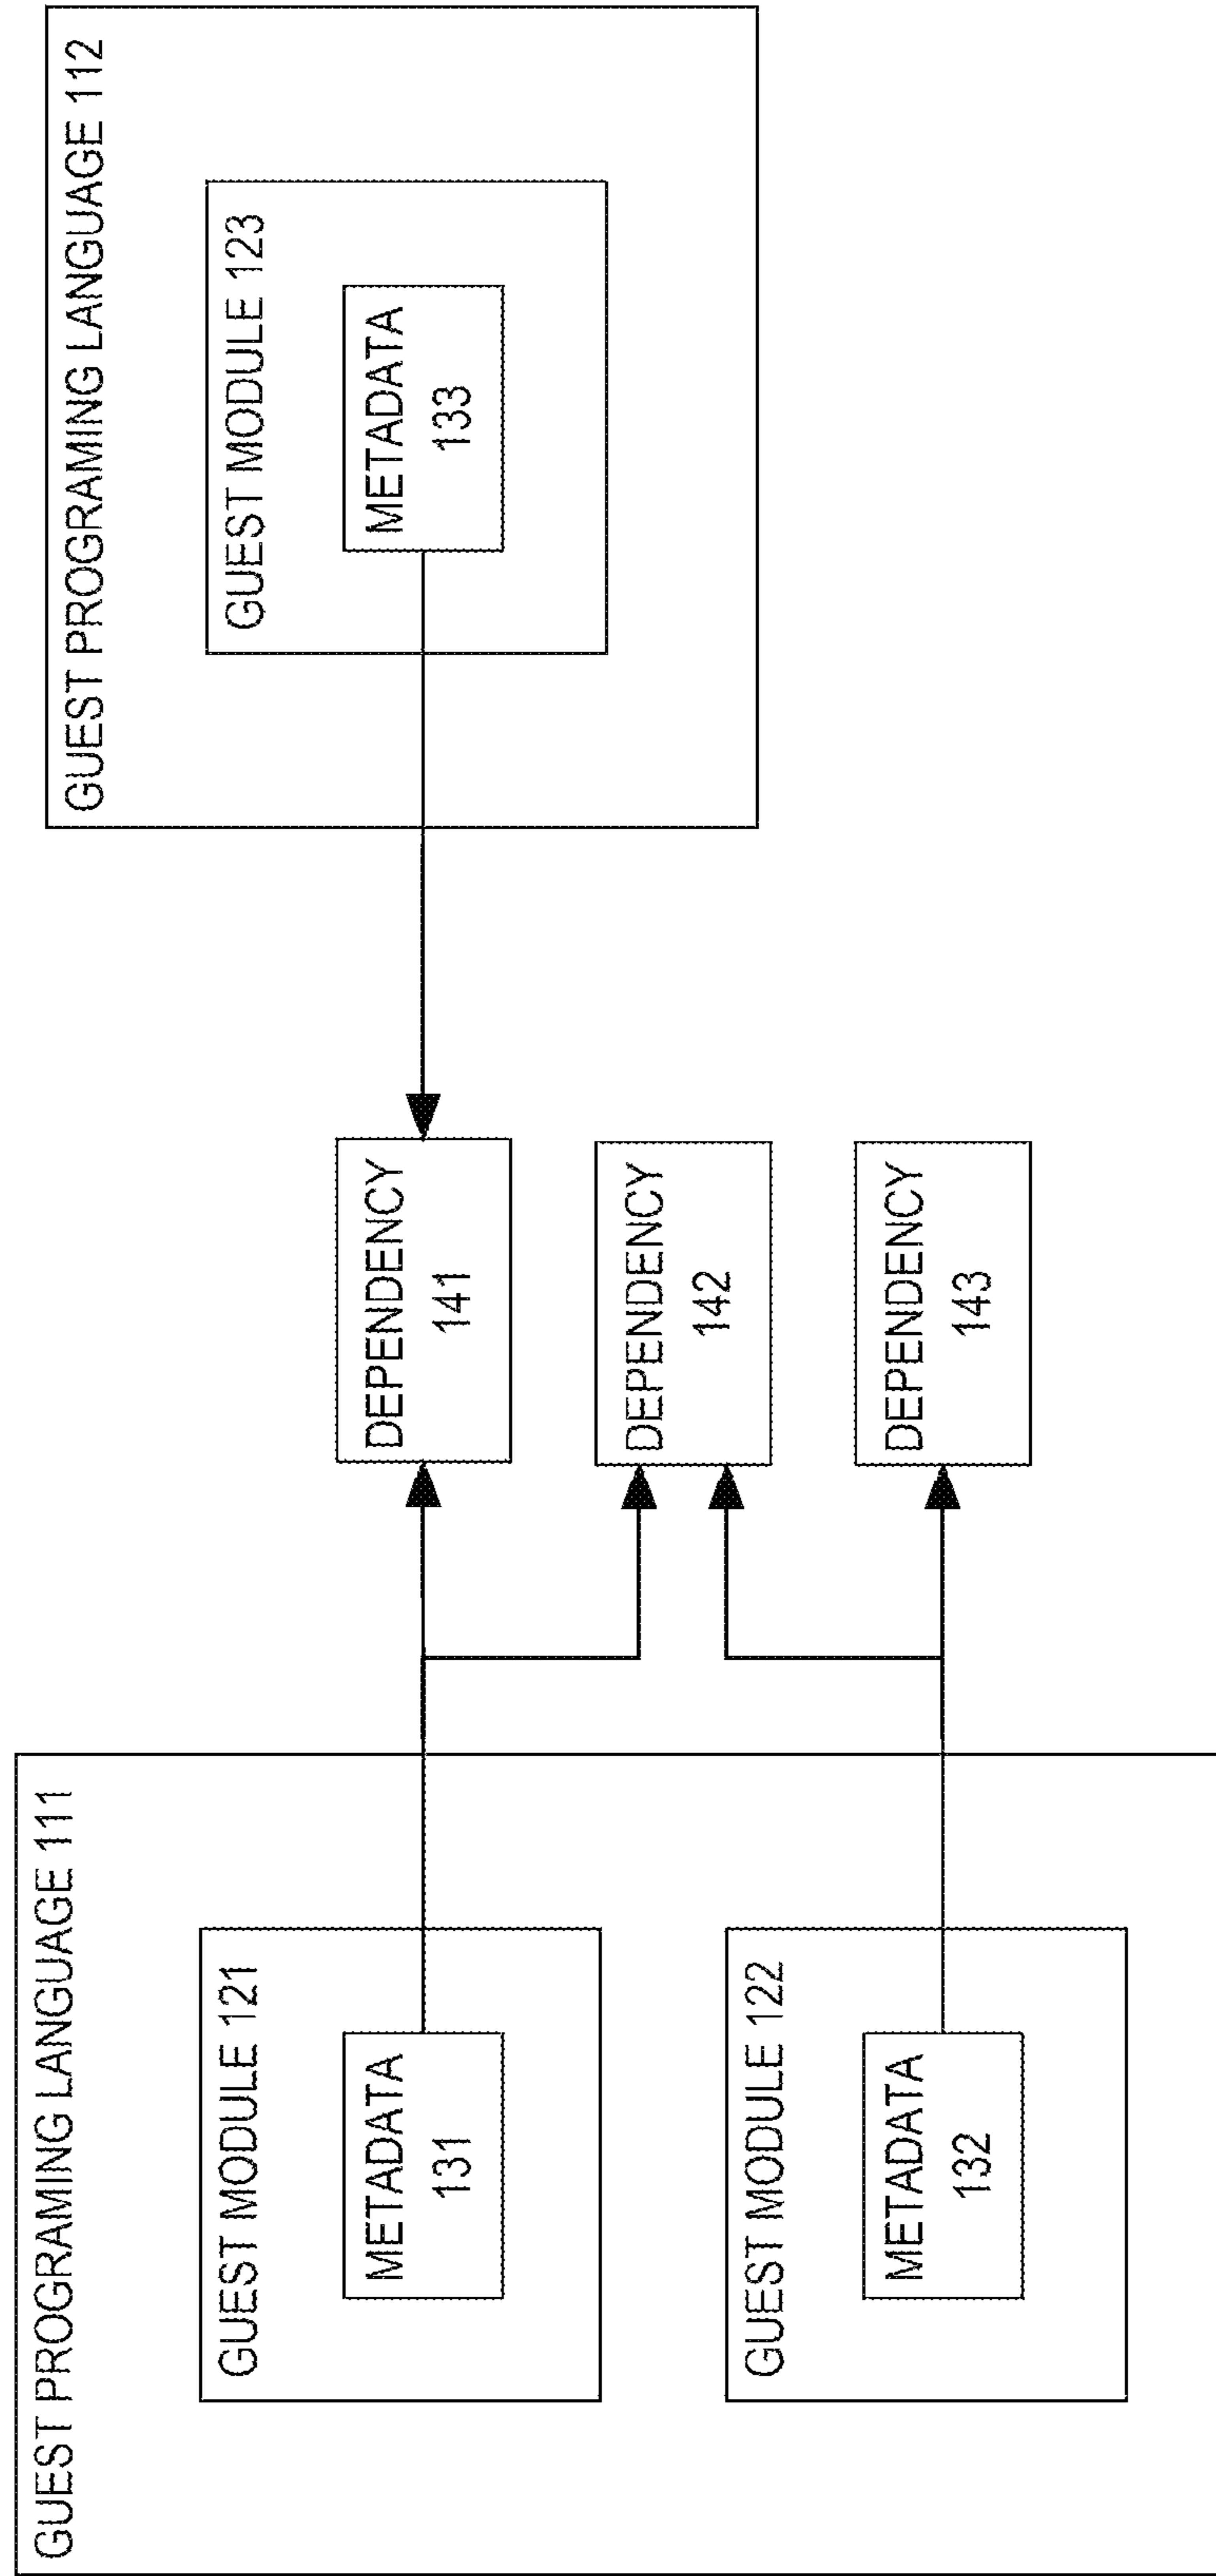 GUEST PROGRAMING LANGUAGE 111
GUEST MODULE 121
METADATA
131
GUEST MODULE 122
METADATA
132
DEPENDENCY
141
DEPENDENCY
142
DEPENDENCY
143
GUEST PROGRAMING LANGUAGE 112
GUEST MODULE 123
METADATA
133